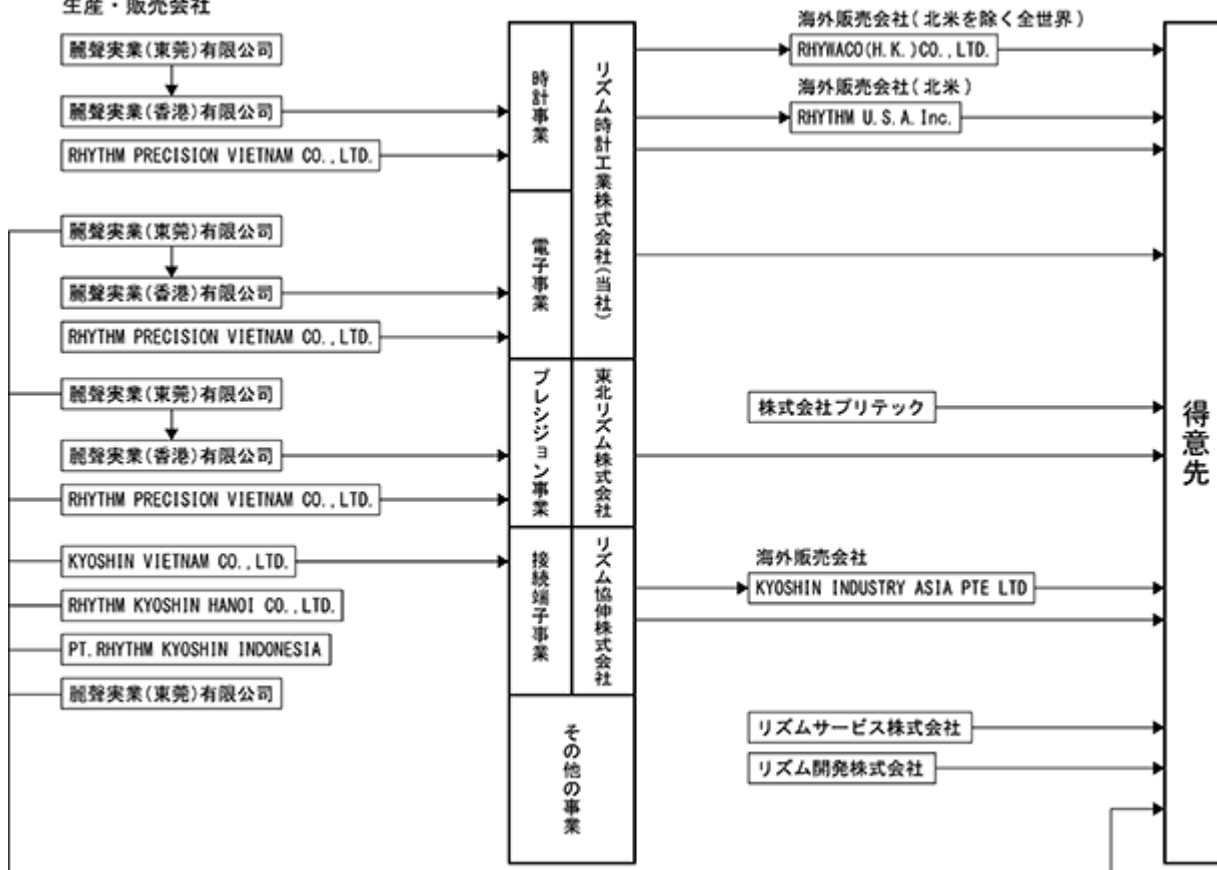 生産・販売会社
麗聲実業(東莞)有限公司
麗聲実業(香港)有限公司
RHYTHM PRECISION VIETNAM CO.,LTD.
麗聲実業(東莞)有限公司
麗聲実業(香港)有限公司
RHYTHM PRECISION VIETNAM CO.,LTD.
麗聲実業(東莞)有限公司
麗聲実業(香港)有限公司
RHYTHM PRECISION VIETNAM CO.,LTD.
KYOSHIN VIETNAM CO.,LTD.
RHYTHM KYOSHIN HANOI CO.,LTD.
PT.RHYTHM KYOSHIN INDONESIA
麗聲実業(東莞)有限公司
時計事業
電子事業
プレシジョン事業
接続端子事業
その他の事業
リズム時計工業株式会社(当社)
東北リズム株式会社
リズム協伸株式会社
海外販売会社(北米を除く全世界)
RHYWACO(H.K.)CO.,LTD.
海外販売会社(北米)
RHYTHM U.S.A.Inc.
株式会社プリテック
海外販売会社
KYOSHIN INDUSTRY ASIA PTE LTD
リズムサービス株式会社
リズム開発株式会社
得意先